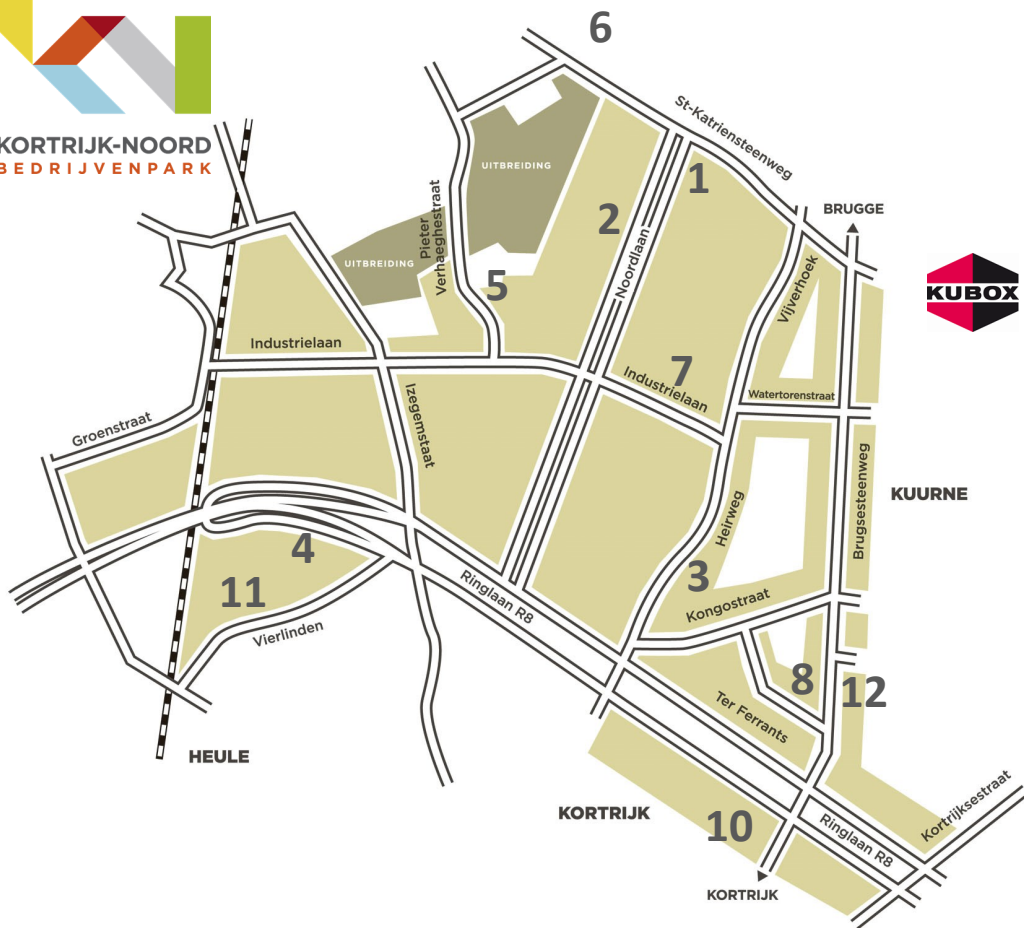 KORTRIJK-NOORD
BEDRIJVENPARK
6
St-Katriensteenweg
UITBREIDING
1
2
BRUGGE
Pieter
Verhaeghestraat
UITBREIDING
Noordlaan
Vijverhoek
5
KUBOX
Industrielaan
7
Industrielaan
Watertorenstraat
Izegemstaat
Groenstraat
KUURNE
Brugsesteenweg
Heirweg
4
3
11
Ringlaan R8
Kongostraat
Vierlinden
8
12
Ter Ferrants
HEULE
KORTRIJK
10
Ringlaan R8
Kortrijksestraat
KORTRIJK